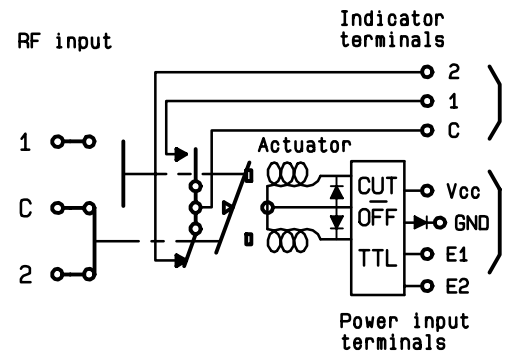 Indicator
terminals
RF input
2
1
C
1
C
2
Actuator
CUT
OFF
TTL
Vcc
GND
E1
E2
Power input
terminals